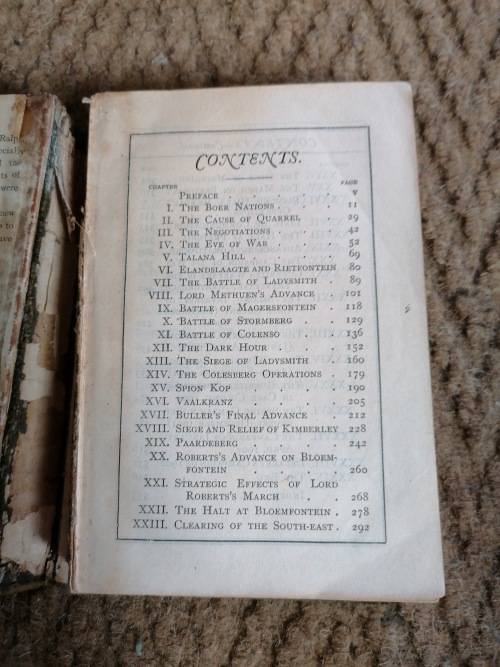 Ralph
were
new
to
ave
CONTENTS.
CHAPTER PAGE
PREFACE . . . . . v
I. THE BOER NATIONS . . . 11
II. THE CAUSE OF QUARREL . . 29
III. THE NEGOTIATIONS . . . 42
IV. THE EVE OF WAR . . . 52
V. TALANA HILL . . . . 69
VI. ELANDSLAAGTE AND RIETFONTEIN 80
VII. THE BATTLE OF LADYSMITH . 89
VIII. LORD METHUEN'S ADVANCE . 101
IX. BATTLE OF MAGERSFONTEIN . 118
X. BATTLE OF STORMBERG . . 129
XI. BATTLE OF COLENSO . . 136
XII. THE DARK HOUR . . . 152
XIII. THE SIEGE OF LADYSMITH . 160
XIV. THE COLESBERG OPERATIONS . 179
XV. SPION KOP . . . . 190
XVI. VAALKRANZ . . . . 205
XVII. BULLER'S FINAL ADVANCE . . 212
XVIII. SIEGE AND RELIEF OF KIMBERLEY 228
XIX. PAARDEBERG . . . . 242
XX. ROBERTS'S ADVANCE ON BLOEM-
FONTEIN . . . . 260
XXI. STRATEGIC EFFECTS OF LORD
ROBERTS'S MARCH . . 268
XXII. THE HALT AT BLOEMFONTEIN . 278
XXIII. CLEARING OF THE SOUTH-EAST . 292